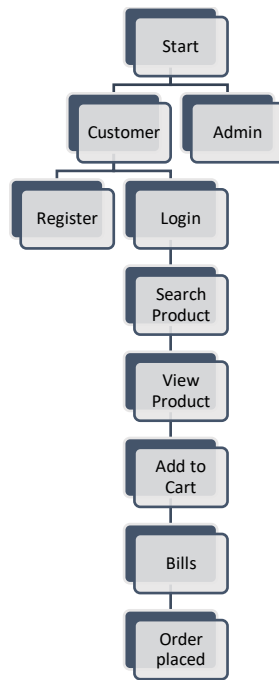 Start
Customer
Admin
Register
Login
Search
Product
View
Product
Add to
Cart
Bills
Order
placed